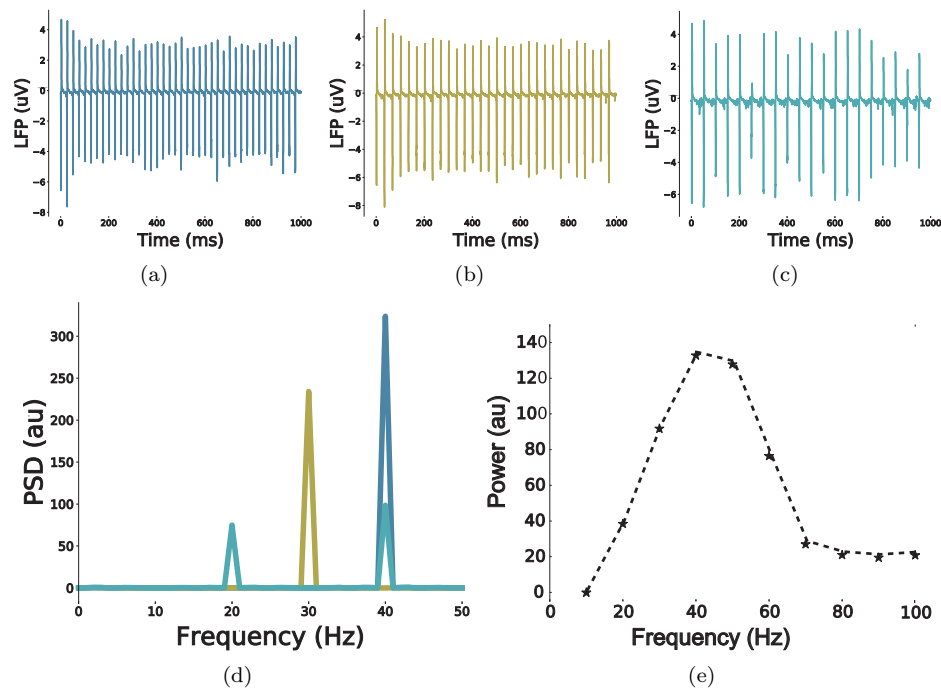 4
2
0
−2
−4
−6
−8
LFP (uV)
0 200 400 600 800 1000
Time (ms)
(a)
4
2
0
−2
−4
−6
−8
LFP (uV)
0 200 400 600 800 1000
Time (ms)
(b)
4
2
0
−2
−4
−6
LFP (uV)
0 200 400 600 800 1000
Time (ms)
(c)
300
250
200
150
100
50
0
PSD (au)
0 10 20 30 40 50
Frequency (Hz)
(d)
140
120
100
80
60
40
20
0
Power (au)
0 20 40 60 80 100
Frequency (Hz)
(e)